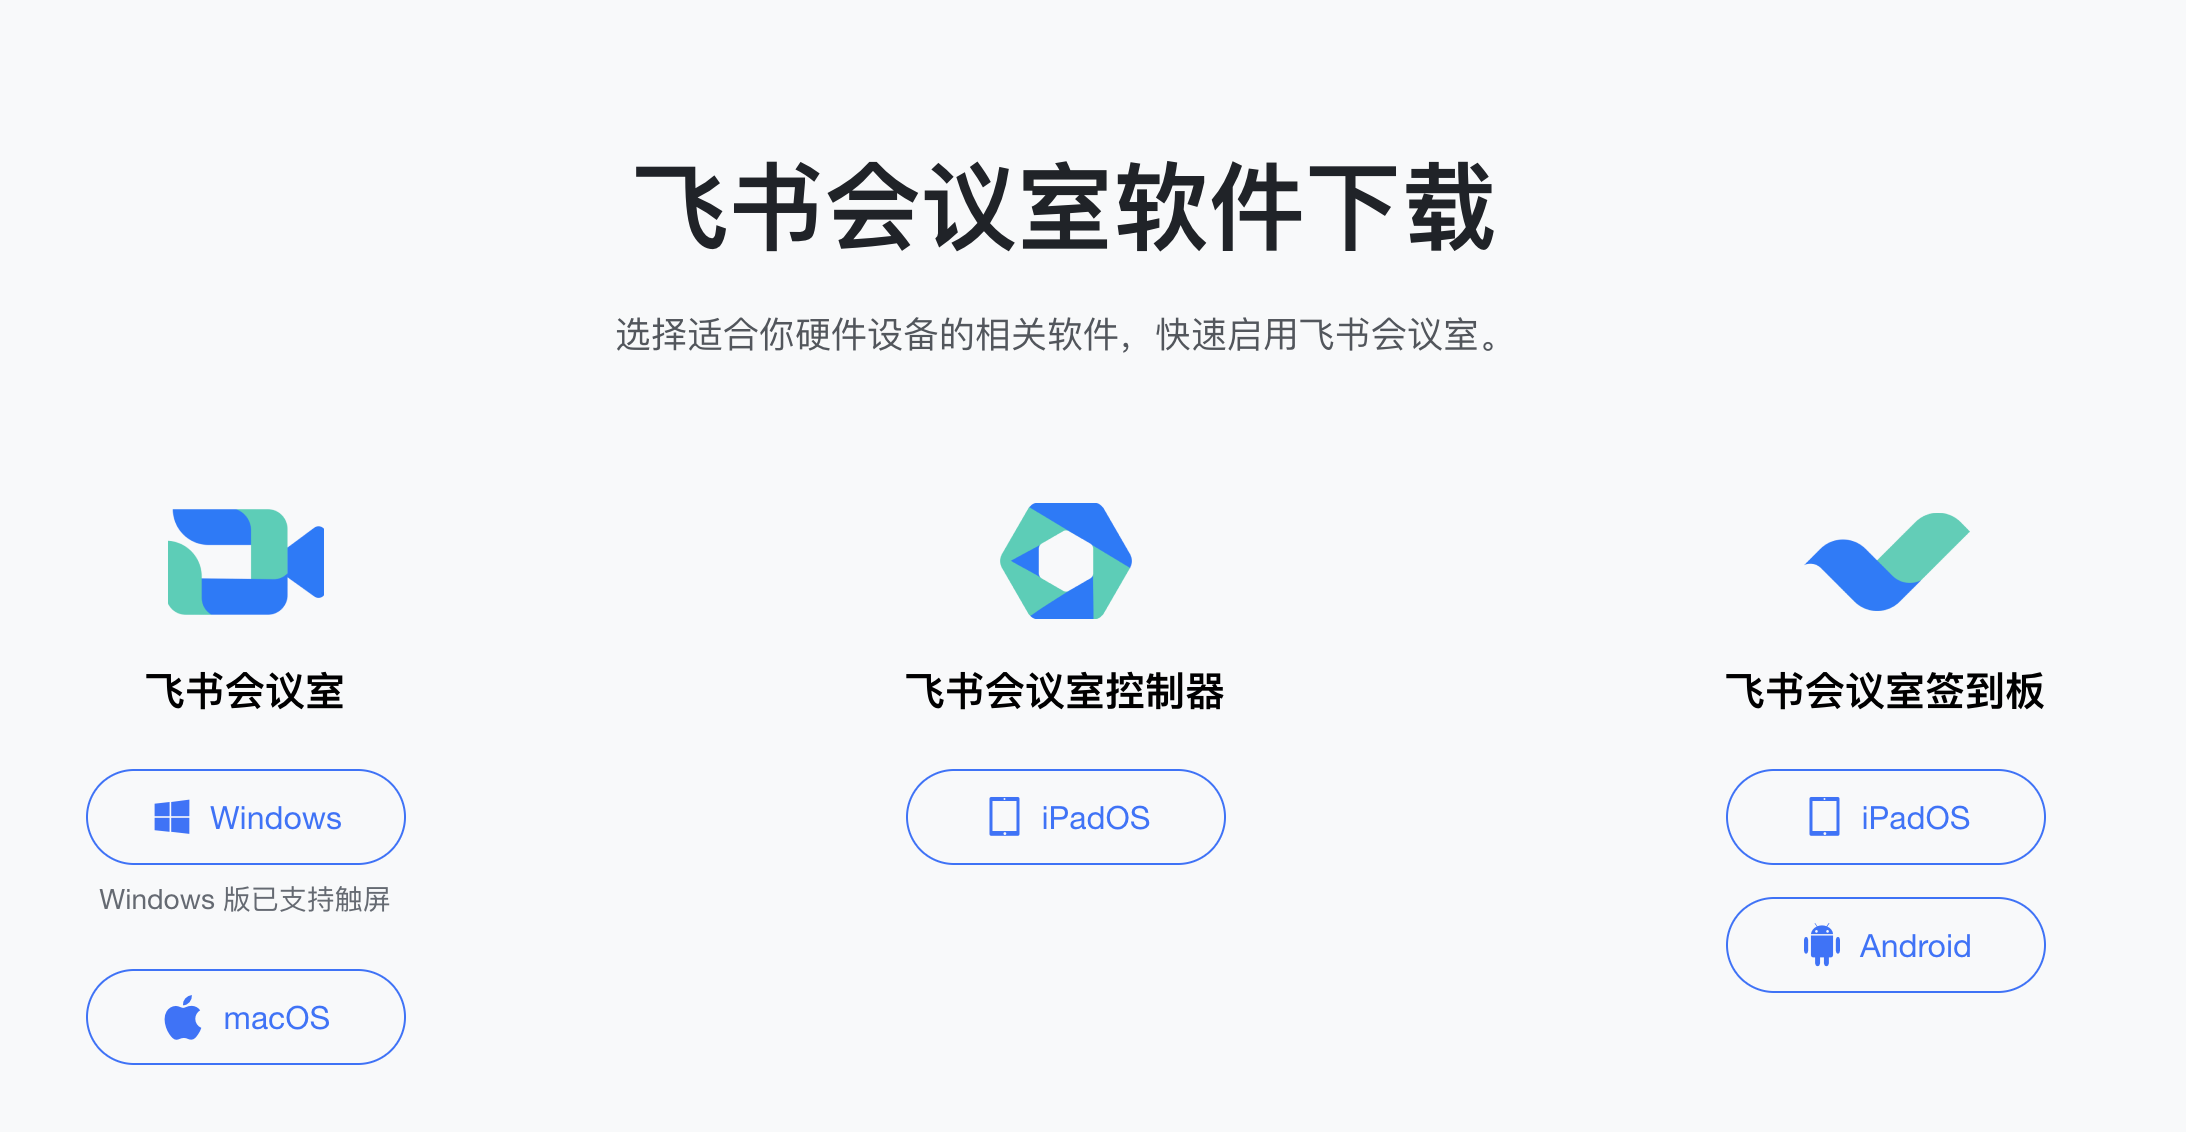 飞书会议室软件下载
选择适合你硬件设备的相关软件，快速启用飞书会议室。
飞书会议室
Windows
Windows 版已支持触屏
macOS
飞书会议室控制器
iPadOS
飞书会议室签到板
iPadOS
Android